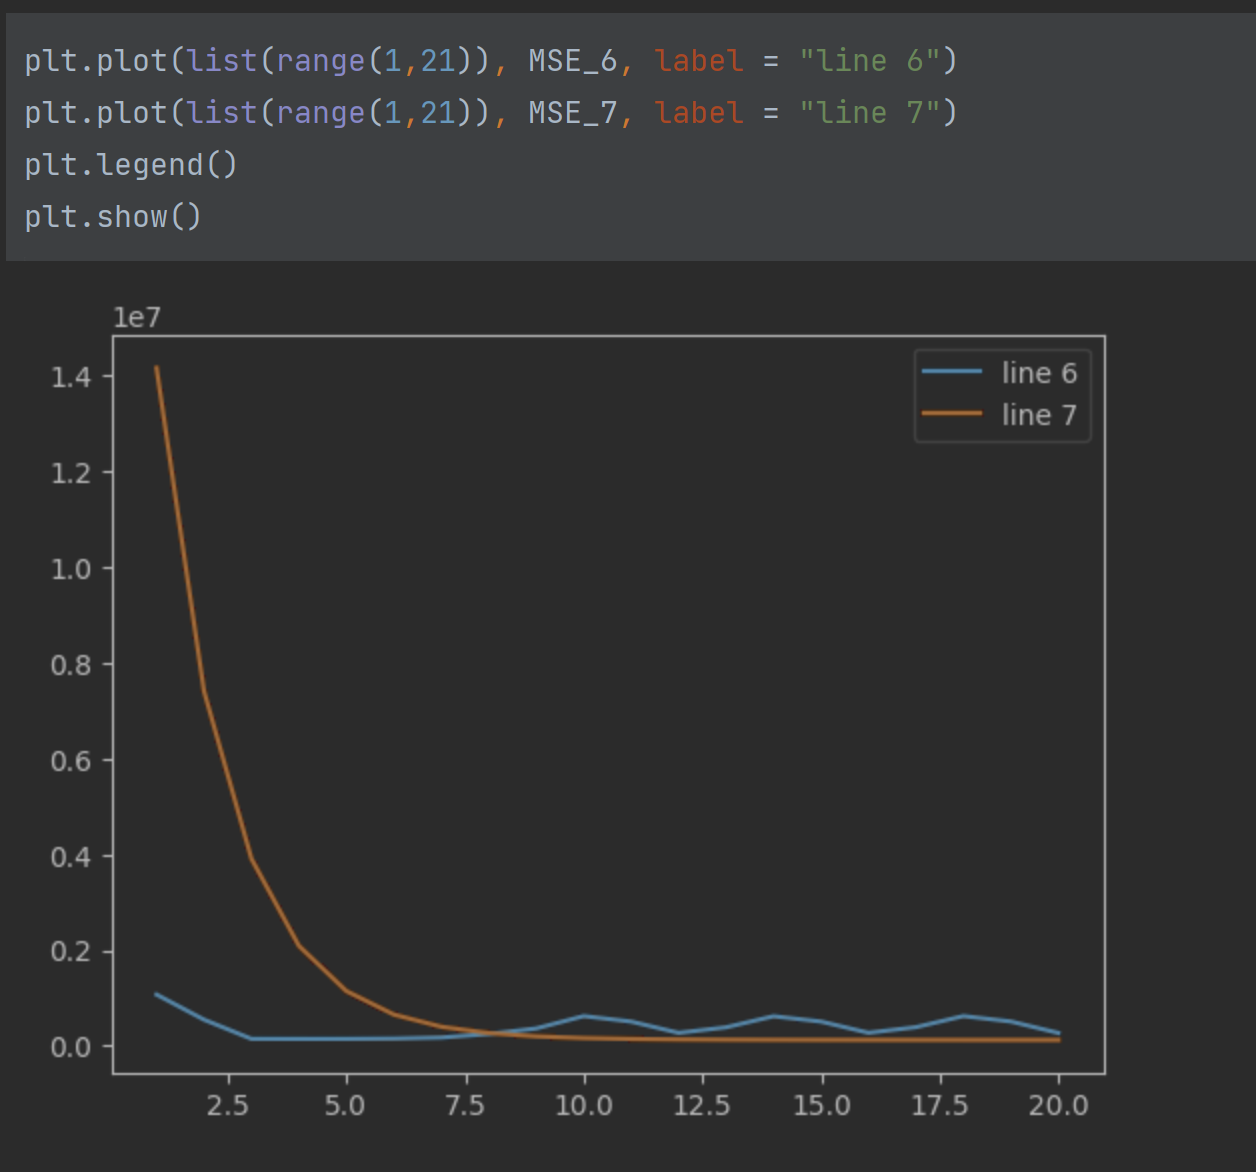 plt.plot(list(range(1,21)), MSE_6, label = "line 6")
plt.plot(list(range(1,21)), MSE_7, label = "line 7")
plt.legend()
plt.show()
1e7
line 6
line 7
1.4
1.2
1.0
0.8
0.6
0.4
0.2
0.0
2.5 5.0 7.5 10.0 12.5 15.0 17.5 20.0